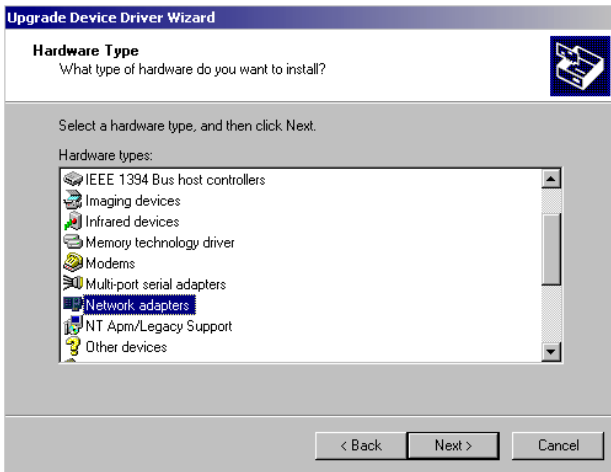 Upgrade Device Driver Wizard
Hardware Type
What type of hardware do you want to install?
Select a hardware type, and then click Next.
Hardware types:
IEEE 1394 Bus host controllers
Imaging devices
Infrared devices
Memory technology driver
Modems
Multi-port serial adapters
Network adapters
NT Apm/Legacy Support
Other devices
< Back Next > Cancel